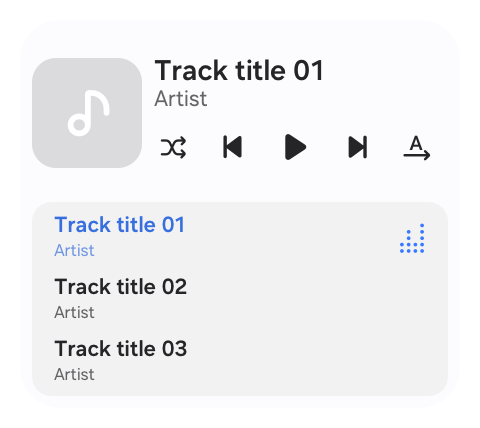 Track title 01
Artist
A
Track title 01
Artist
Track title 02
Artist
Track title 03
Artist